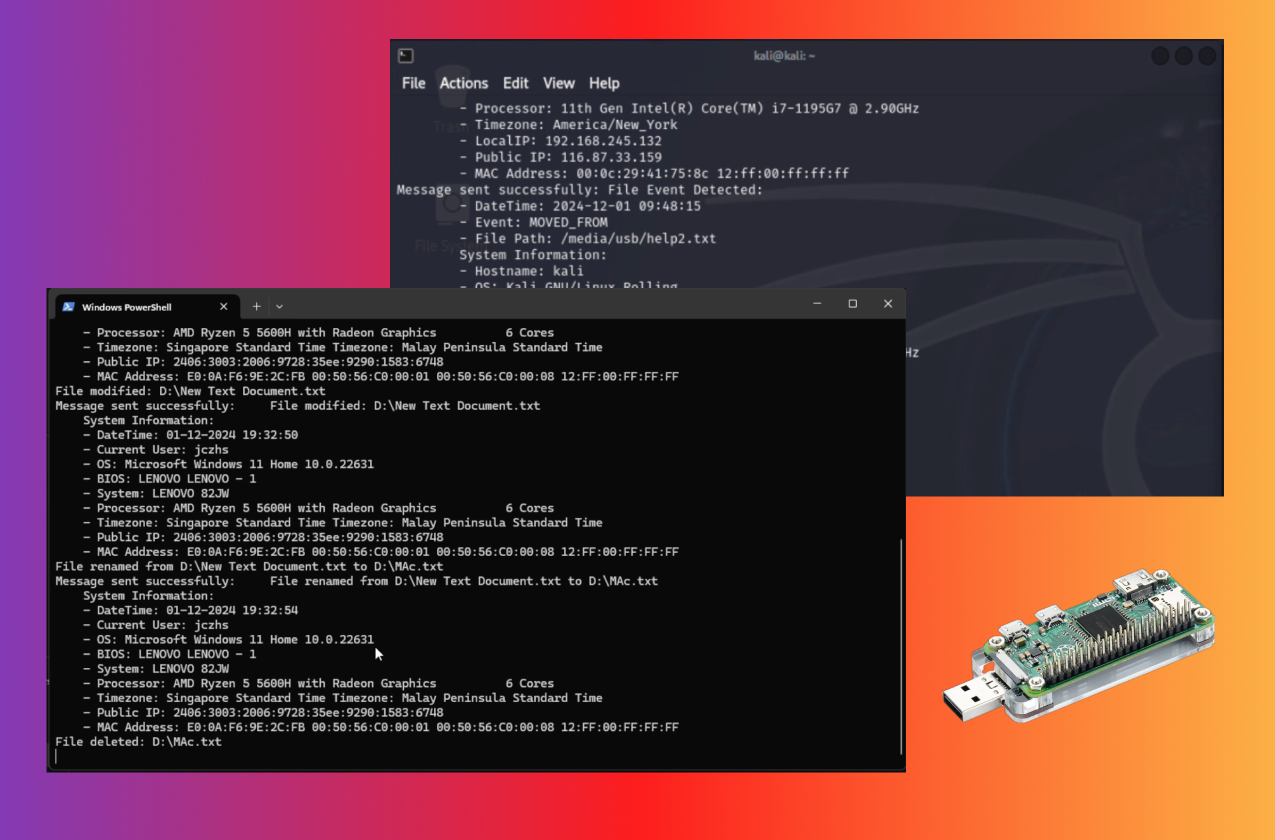 kali@kali: ~
File Actions Edit View Help
- Processor: 11th Gen Intel(R) Core(TM) i7-1195G7 @ 2.90GHz
Trash
- Timezone: America/New_York
- LocalIP: 192.168.245.132
- Public IP: 116.87.33.159
- MAC Address: 00:0c:29:41:75:8c 12:ff:00:ff:ff:ff
Message sent successfully: File Event Detected:
- DateTime: 2024-12-01 09:48:15
- Event: MOVED_FROM
- File Path: /media/usb/help2.txt
File Sy
System Information:
- Hostname: kali
- OS: Kali GNU/Linux Rolling
Hz
Windows PowerShell
- Processor: AMD Ryzen 5 5600H with Radeon Graphics 6 Cores
- Timezone: Singapore Standard Time Timezone: Malay Peninsula Standard Time
- Public IP: 2406:3003:2006:9728:35ee:9290:1583:6748
- MAC Address: E0:0A:F6:9E:2C:FB 00:50:56:C0:00:01 00:50:56:C0:00:08 12:FF:00:FF:FF:FF
File modified: D:\New Text Document.txt
Message sent successfully: File modified: D:\New Text Document.txt
System Information:
- DateTime: 01-12-2024 19:32:50
- Current User: jczhs
- OS: Microsoft Windows 11 Home 10.0.22631
- BIOS: LENOVO LENOVO - 1
- System: LENOVO 82JW
- Processor: AMD Ryzen 5 5600H with Radeon Graphics 6 Cores
- Timezone: Singapore Standard Time Timezone: Malay Peninsula Standard Time
- Public IP: 2406:3003:2006:9728:35ee:9290:1583:6748
- MAC Address: E0:0A:F6:9E:2C:FB 00:50:56:C0:00:01 00:50:56:C0:00:08 12:FF:00:FF:FF:FF
File renamed from D:\New Text Document.txt to D:\MAc.txt
Message sent successfully: File renamed from D:\New Text Document.txt to D:\MAc.txt
System Information:
- DateTime: 01-12-2024 19:32:54
- Current User: jczhs
- OS: Microsoft Windows 11 Home 10.0.22631
- BIOS: LENOVO LENOVO - 1
- System: LENOVO 82JW
- Processor: AMD Ryzen 5 5600H with Radeon Graphics 6 Cores
- Timezone: Singapore Standard Time Timezone: Malay Peninsula Standard Time
- Public IP: 2406:3003:2006:9728:35ee:9290:1583:6748
- MAC Address: E0:0A:F6:9E:2C:FB 00:50:56:C0:00:01 00:50:56:C0:00:08 12:FF:00:FF:FF:FF
File deleted: D:\MAc.txt